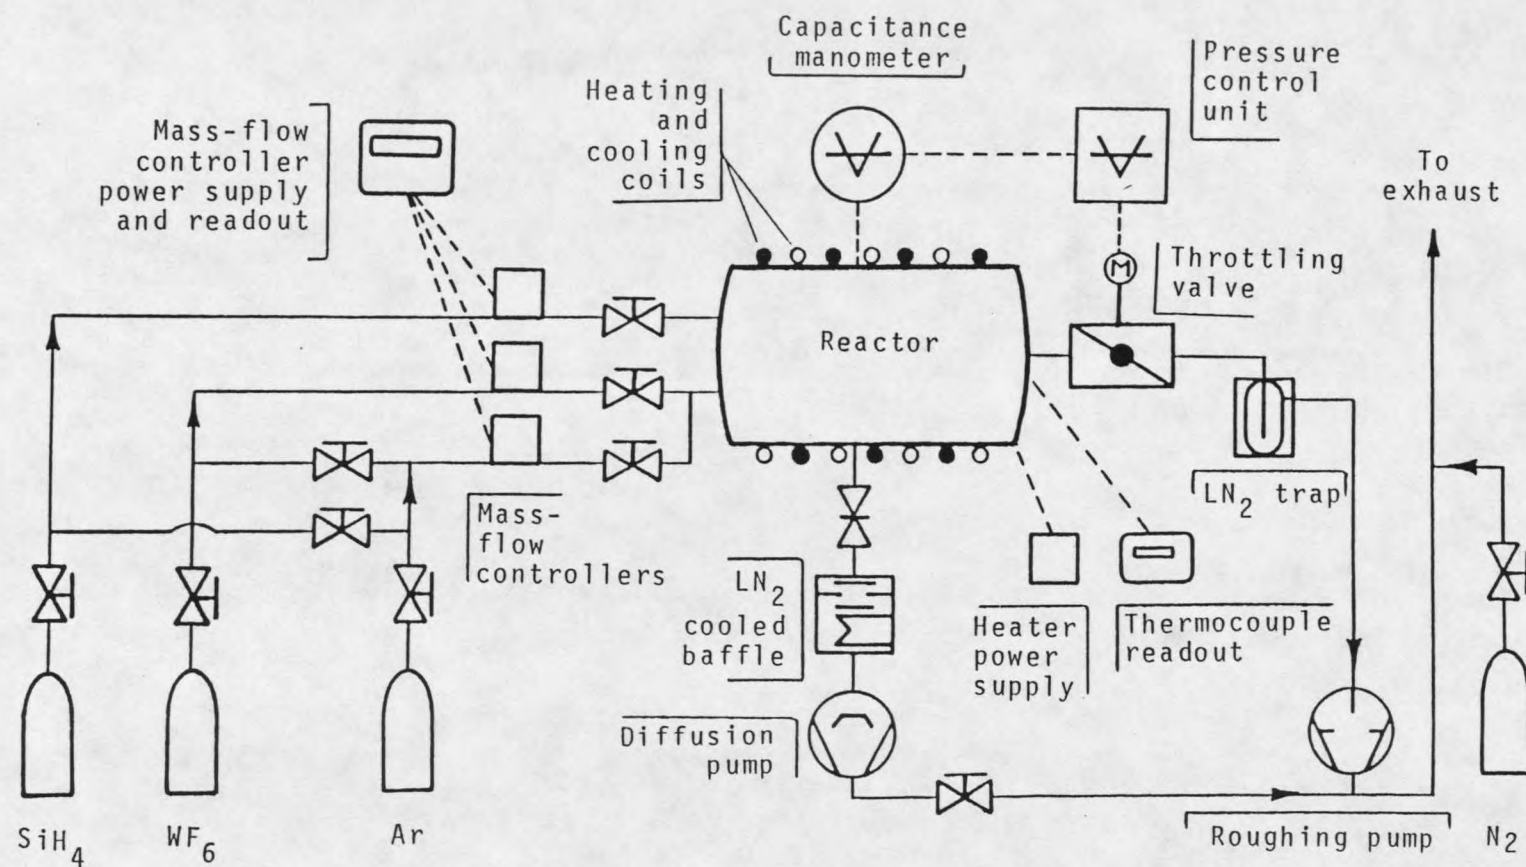 Capacitance
manometer
Pressure
control
unit
Heating
and
cooling
coils
Mass-flow
controller
power supply
and readout
To
exhaust
Throttling
valve
M
Reactor
LN2 trap
Mass-
flow
controllers
LN2
cooled
baffle
Heater
power
supply
Thermocouple
readout
Diffusion
pump
SiH4
WF6
Ar
Roughing pump
N2